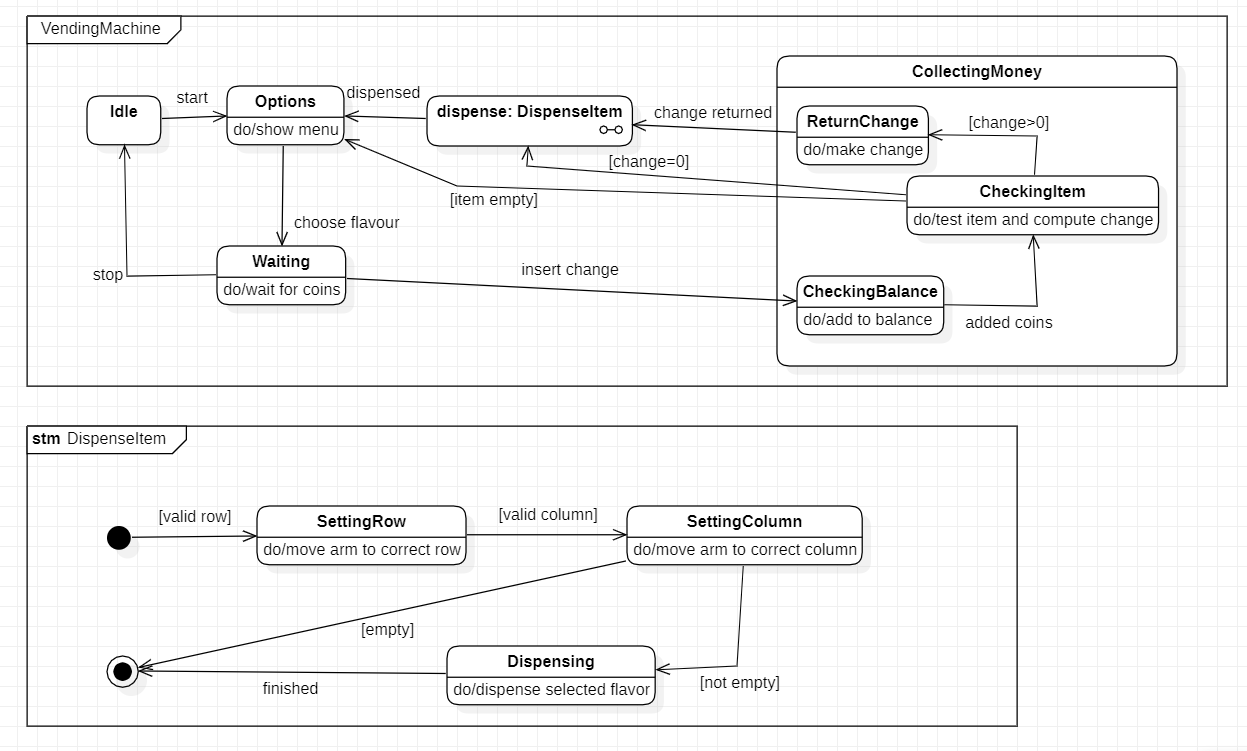 VendingMachine
CollectingMoney
Idle
start
Options
do/show menu
dispensed
dispense: DispenseItem
change returned
ReturnChange
do/make change
[change>0]
[change=0]
[item empty]
CheckingItem
do/test item and compute change
choose flavour
Waiting
do/wait for coins
stop
insert change
CheckingBalance
do/add to balance
added coins
stm DispenseItem
[valid row]
SettingRow
do/move arm to correct row
[valid column]
SettingColumn
do/move arm to correct column
[empty]
Dispensing
do/dispense selected flavor
finished
[not empty]